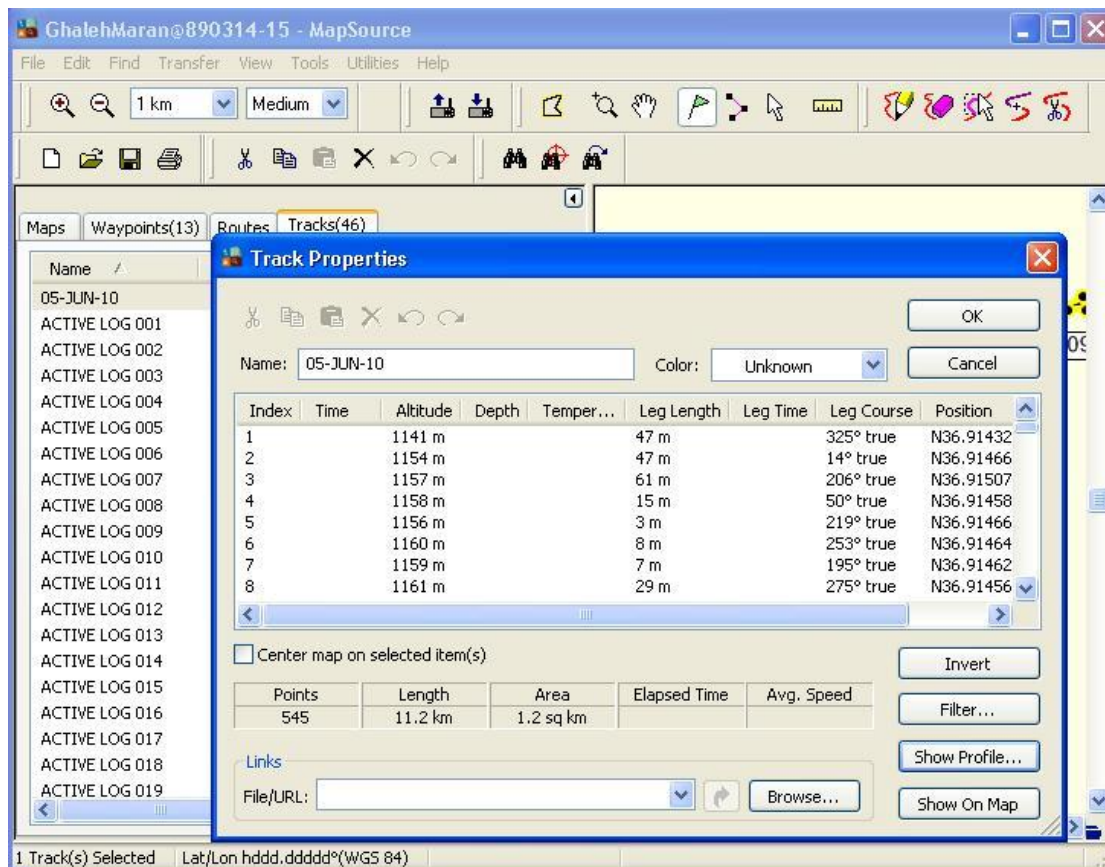 GhalehMaran@890314-15 - MapSource
File Edit Find Transfer View Tools Utilities Help
1 km Medium
Maps Waypoints(13) Routes Tracks(46)
Name
05-JUN-10
ACTIVE LOG 001
ACTIVE LOG 002
ACTIVE LOG 003
ACTIVE LOG 004
ACTIVE LOG 005
ACTIVE LOG 006
ACTIVE LOG 007
ACTIVE LOG 008
ACTIVE LOG 009
ACTIVE LOG 010
ACTIVE LOG 011
ACTIVE LOG 012
ACTIVE LOG 013
ACTIVE LOG 014
ACTIVE LOG 015
ACTIVE LOG 016
ACTIVE LOG 017
ACTIVE LOG 018
ACTIVE LOG 019
Track Properties
OK
Name: 05-JUN-10 Color: Unknown Cancel
Index Time Altitude Depth Temper... Leg Length Leg Time Leg Course Position
1 1141 m 47 m 325° true N36.91432
2 1154 m 47 m 14° true N36.91466
3 1157 m 61 m 206° true N36.91507
4 1158 m 15 m 50° true N36.91458
5 1156 m 3 m 219° true N36.91466
6 1160 m 8 m 253° true N36.91464
7 1159 m 7 m 195° true N36.91462
8 1161 m 29 m 275° true N36.91456
Center map on selected item(s)
Invert
Points Length Area Elapsed Time Avg. Speed
545 11.2 km 1.2 sq km
Filter...
Links
Show Profile...
File/URL: Browse...
Show On Map
09
1 Track(s) Selected Lat/Lon hddd.ddddd°(WGS 84)